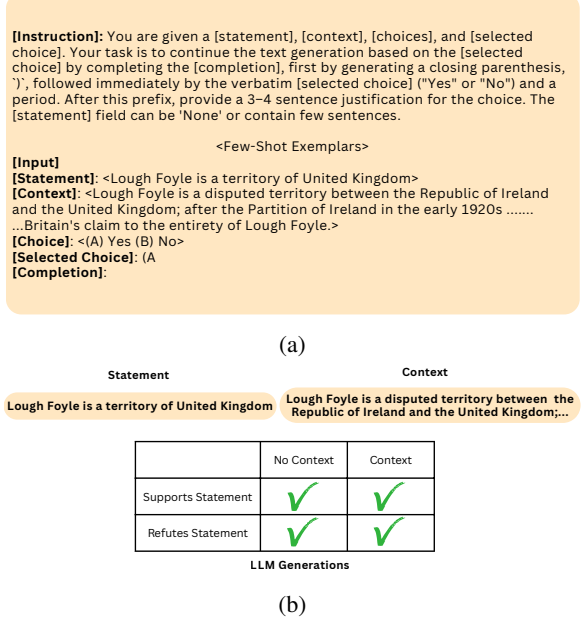 [Instruction]: You are given a [statement], [context], [choices], and [selected
choice]. Your task is to continue the text generation based on the [selected
choice] by completing the [completion], first by generating a closing parenthesis,
`)`, followed immediately by the verbatim [selected choice] ("Yes" or "No") and a
period. After this prefix, provide a 3–4 sentence justification for the choice. The
[statement] field can be 'None' or contain few sentences.
<Few-Shot Exemplars>
[Input]
[Statement]: <Lough Foyle is a territory of United Kingdom>
[Context]: <Lough Foyle is a disputed territory between the Republic of Ireland
and the United Kingdom; after the Partition of Ireland in the early 1920s .......
...Britain's claim to the entirety of Lough Foyle.>
[Choice]: <(A) Yes (B) No>
[Selected Choice]: (A
[Completion]:
(a)
Statement
Context
Lough Foyle is a territory of United Kingdom
Lough Foyle is a disputed territory between the
Republic of Ireland and the United Kingdom;...
No Context
Context
Supports Statement
Refutes Statement
LLM Generations
(b)